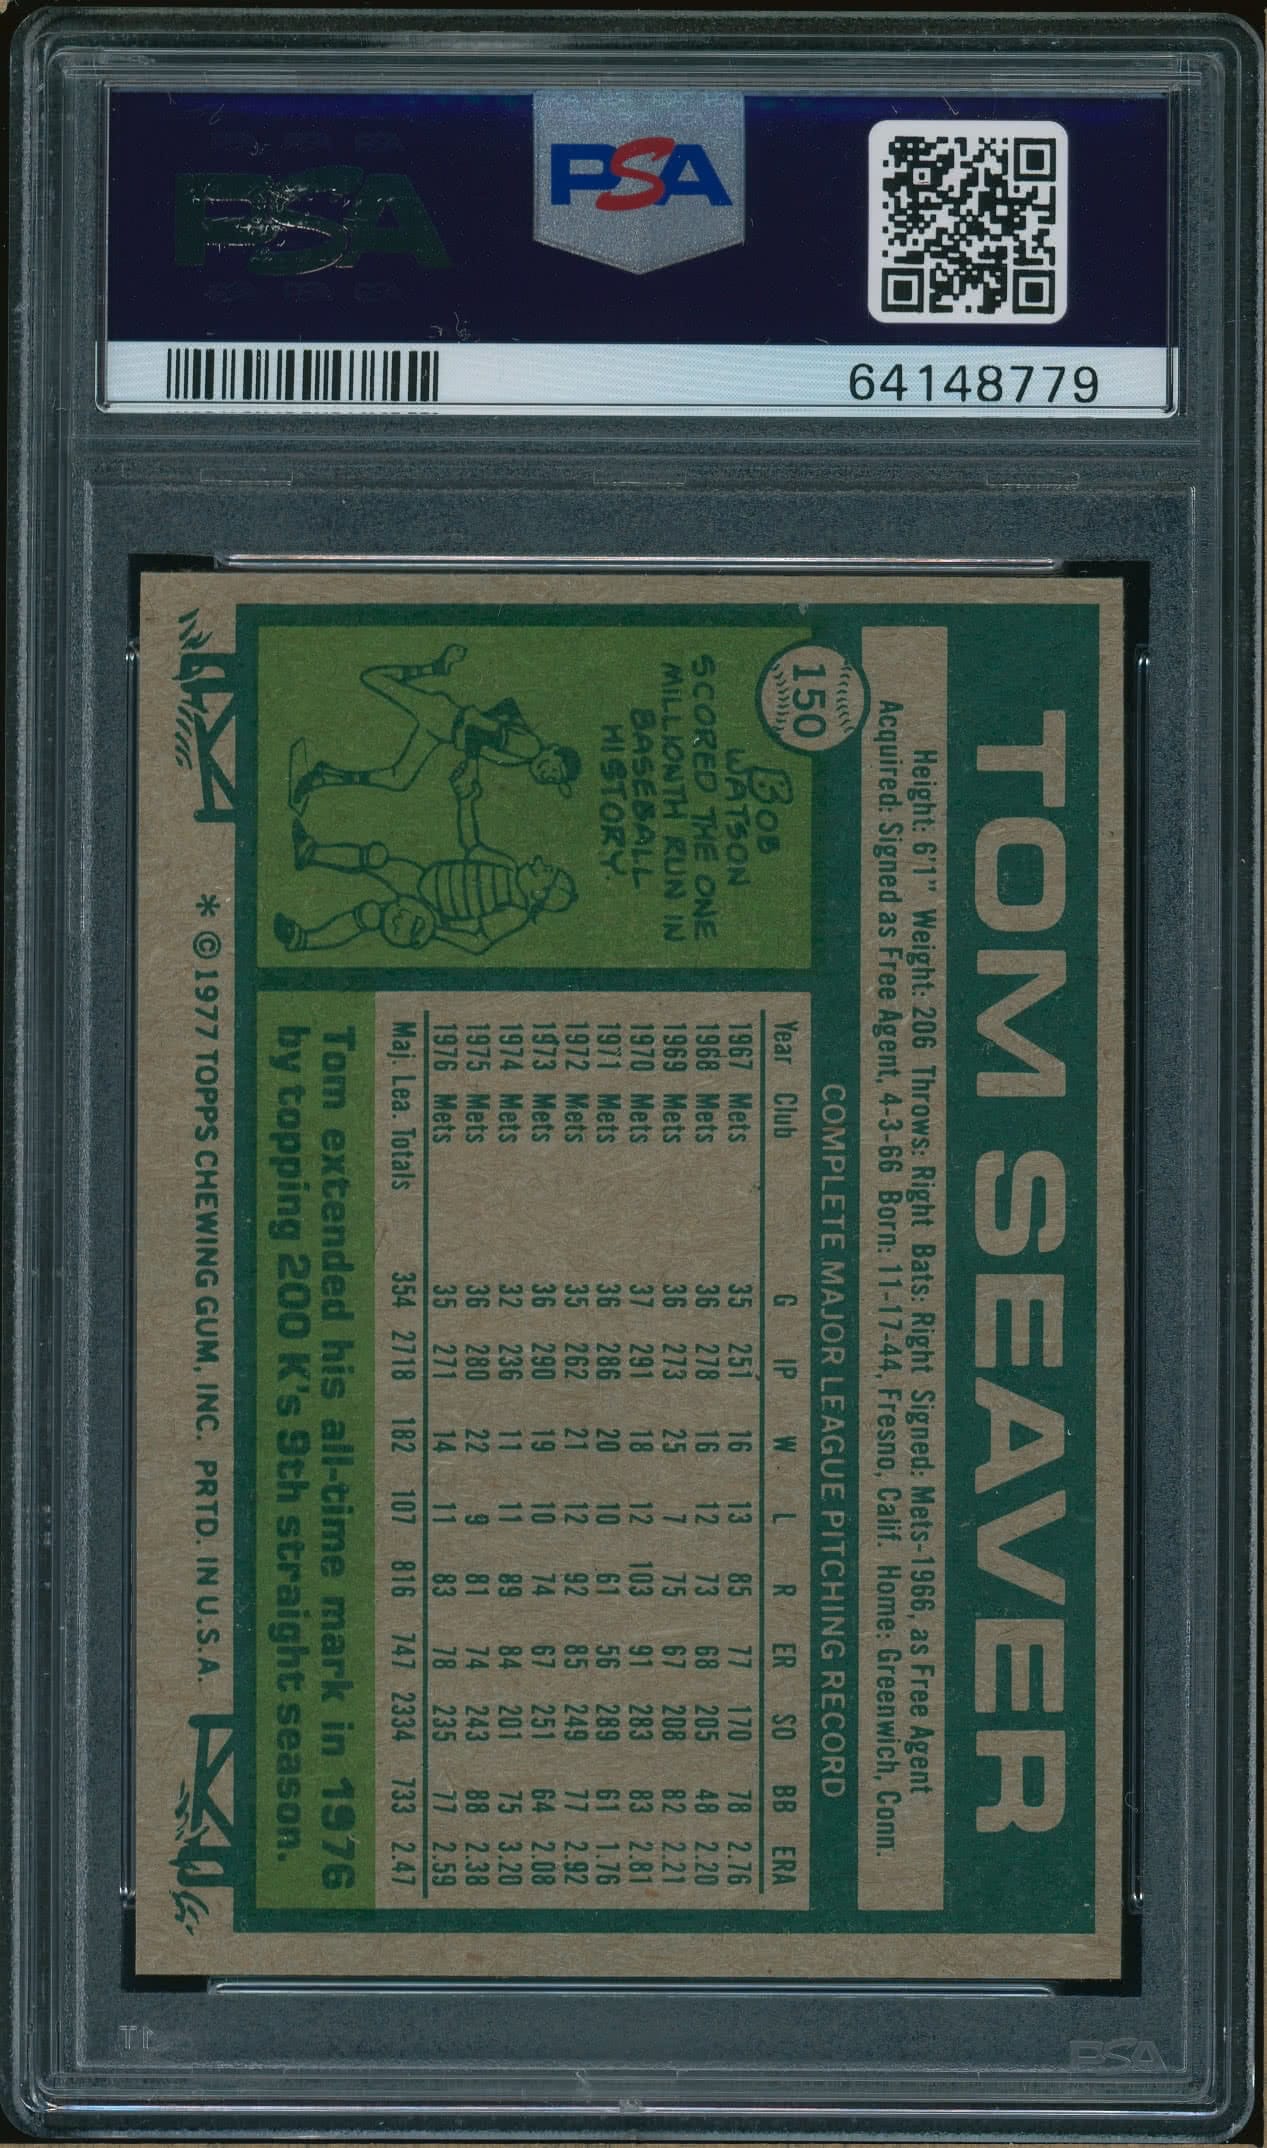 PSA
PSA
64148779
150
TOM SEAVER
Height: 6'1" Weight: 206 Throws: Right Bats: Right Signed: Mets-1966, as Free Agent
Acquired: Signed as Free Agent, 4-3-66 Born: 11-17-44, Fresno, Calif. Home: Greenwich, Conn.
BOB
WATSON
SCORED THE ONE
MILLIONTH RUN IN
BASEBALL
HISTORY.
COMPLETE MAJOR LEAGUE PITCHING RECORD
Year Club G IP W L R ER SO BB ERA
1967 Mets 35 251 16 13 85 77 170 78 2.76
1968 Mets 36 278 16 12 73 68 205 48 2.20
1969 Mets 36 273 25 7 75 67 208 82 2.21
1970 Mets 37 291 18 12 103 91 283 83 2.81
1971 Mets 36 286 20 10 61 56 289 61 1.76
1972 Mets 35 262 21 12 92 85 249 77 2.92
1973 Mets 36 290 19 10 74 67 251 64 2.08
1974 Mets 32 236 11 11 89 84 201 75 3.20
1975 Mets 36 280 22 9 81 74 243 88 2.38
1976 Mets 35 271 14 11 83 78 235 77 2.59
Maj. Lea. Totals 354 2718 182 107 816 747 2334 733 2.47
Tom extended his all-time mark in 1976
by topping 200 K's 9th straight season.
* ©1977 TOPPS CHEWING GUM, INC. PRTD. IN U.S.A.
PSA